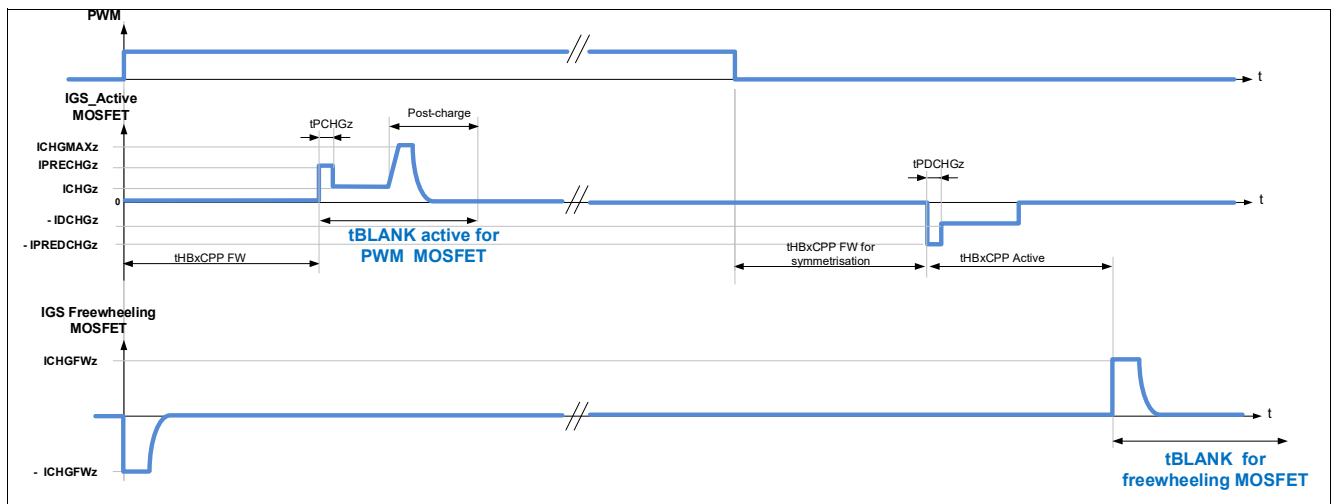 PWM
t
IGS_Active
MOSFET
Post-charge
tPCHGz
tPDCHGz
ICHGMAXz
IPRECHGz
ICHGz
0
t
- IDCHGz
- IPREDCHGz
tBLANK active for
PWM MOSFET
tHBxCPP FW
tHBxCPP FW for
symmetrisation
tHBxCPP Active
IGS Freewheeling
MOSFET
ICHGFWz
t
- ICHGFWz
tBLANK for
freewheeling MOSFET